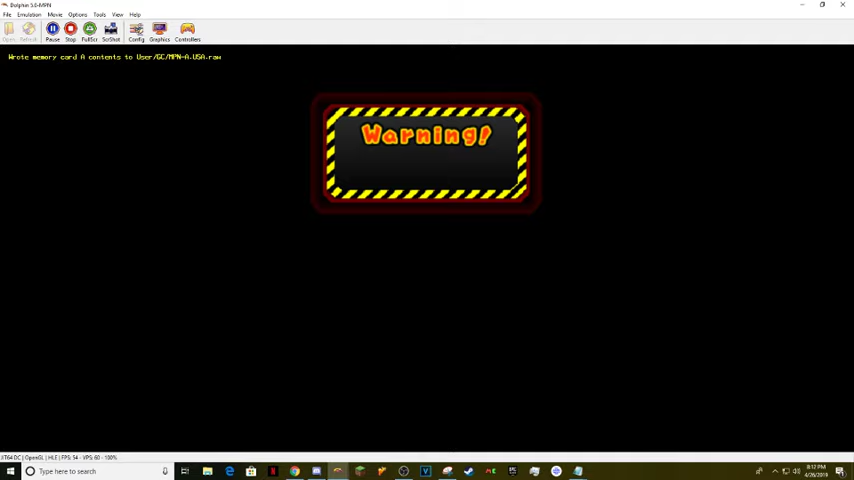 Dolphin 5.0-MPN
File Emulation Movie Options Tools View Help
Open Refresh Pause Stop FullScr ScrShot Config Graphics Controllers
Wrote memory card A contents to User/GC/MPN-A.USA.raw
Warning!
JIT64 DC | OpenGL | HLE | FPS: 54 - VPS: 60 - 100%
Type here to search
8:12 PM
4/26/2019